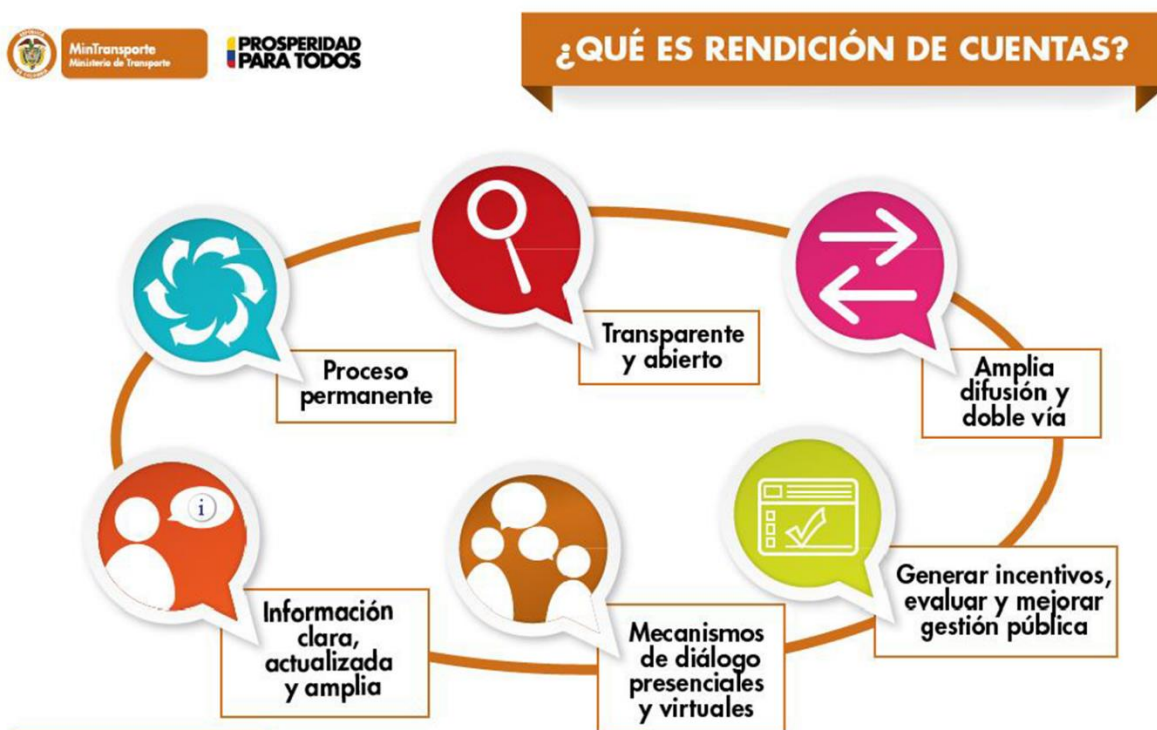 MinTransporte
Ministerio de Transporte
PROSPERIDAD
PARA TODOS
¿QUÉ ES RENDICIÓN DE CUENTAS?
Proceso
permanente
Transparente
y abierto
Amplia
difusión y
doble vía
i
Información
clara,
actualizada
y amplia
Mecanismos
de diálogo
presenciales
y virtuales
Generar incentivos,
evaluar y mejorar
gestión pública